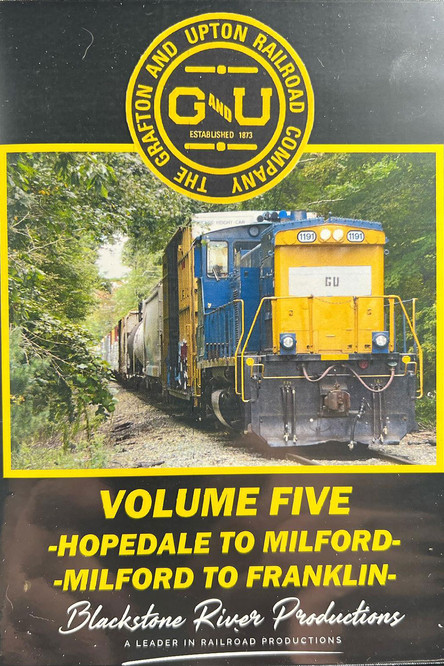 THE GRAFTON AND UPTON RAILROAD COMPANY
G AND U
ESTABLISHED 1873
1191 1191
GU
VOLUME FIVE
-HOPEDALE TO MILFORD-
-MILFORD TO FRANKLIN-
Blackstone River Productions
A LEADER IN RAILROAD PRODUCTIONS